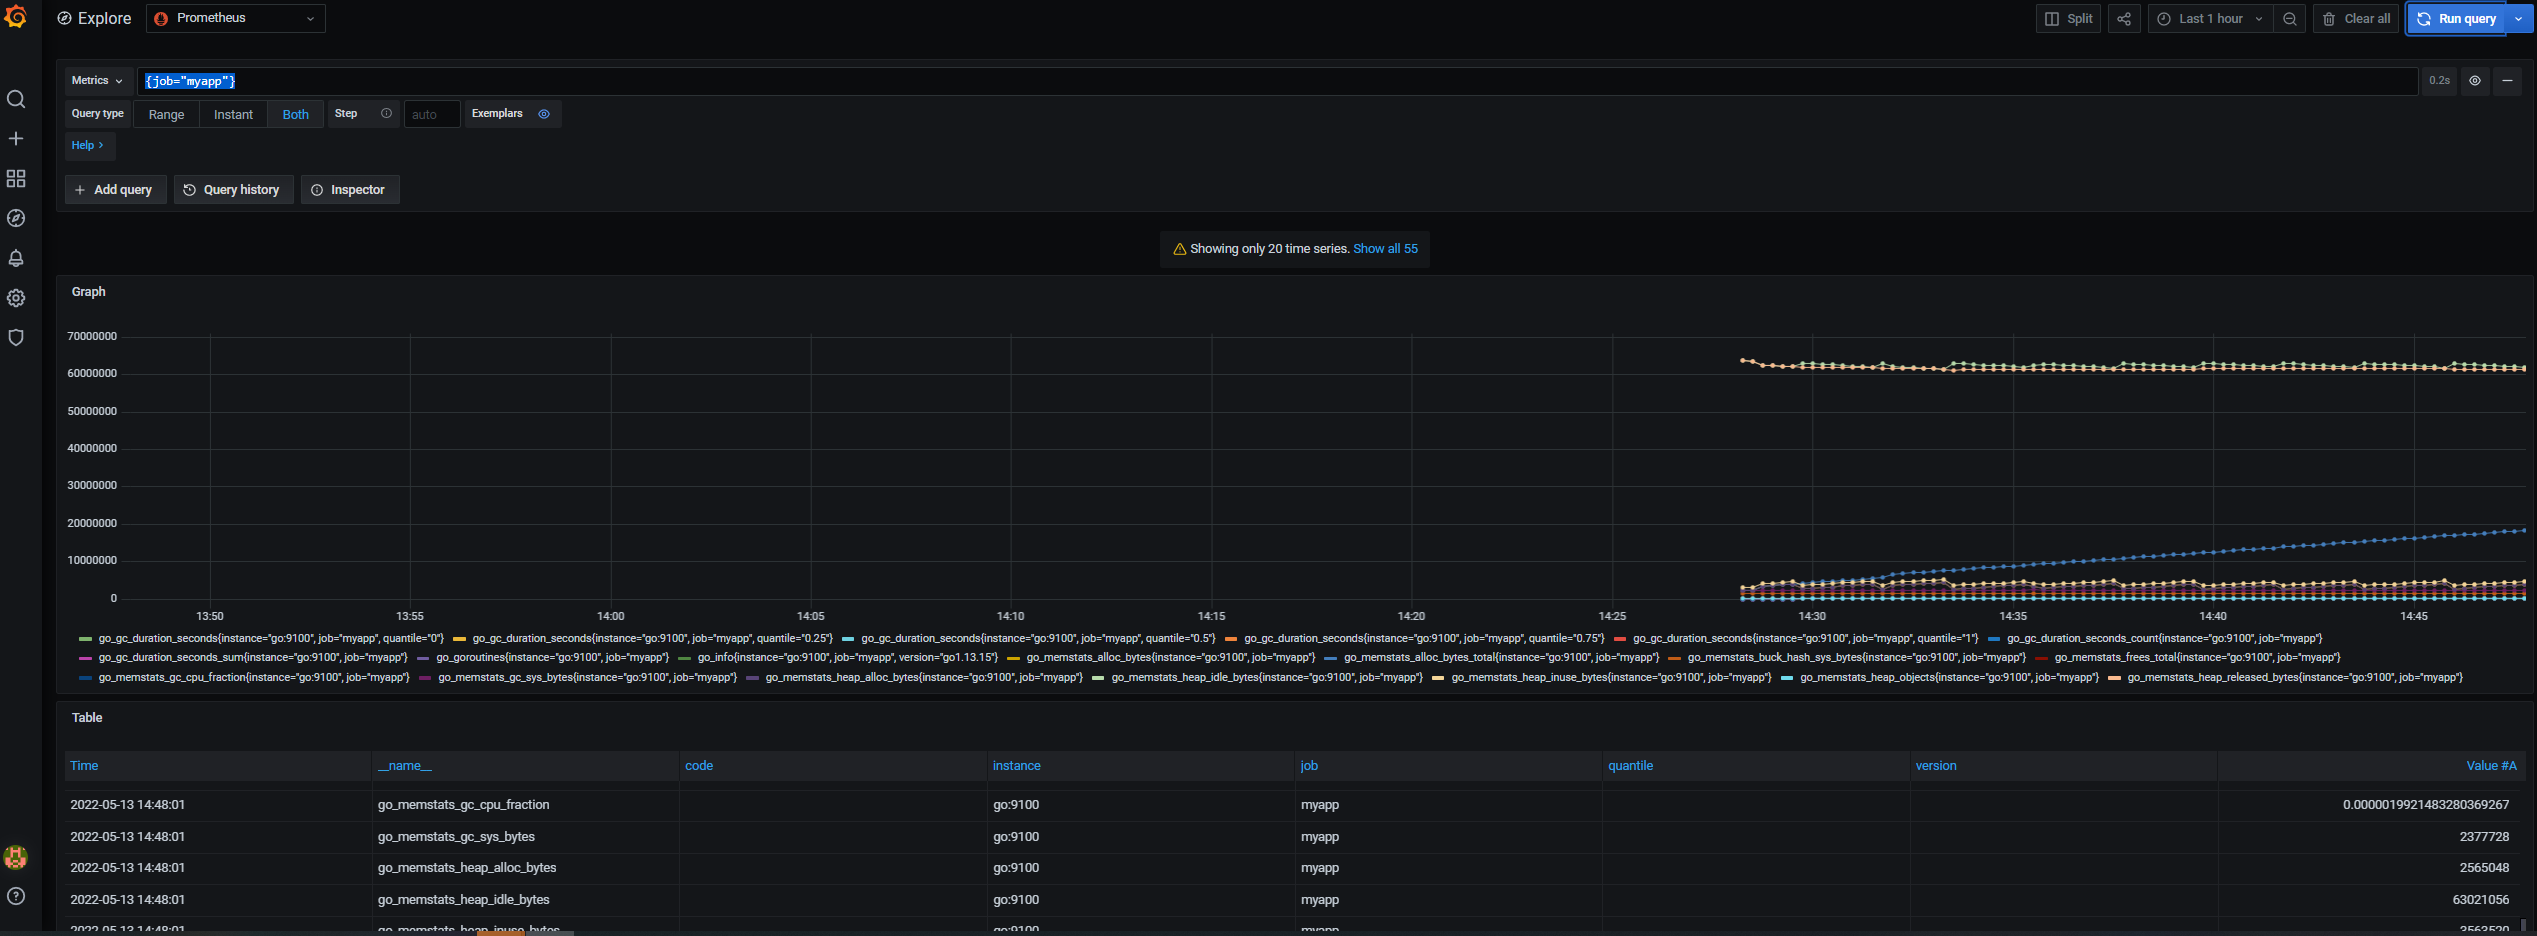 Explore Prometheus Split Last 1 hour Clear all Run query
Metrics {job="myapp"} 0.2s
Query type Range Instant Both Step auto Exemplars
Help >
+ Add query Query history Inspector
Showing only 20 time series. Show all 55
Graph
70000000
60000000
50000000
40000000
30000000
20000000
10000000
0
13:50 13:55 14:00 14:05 14:10 14:15 14:20 14:25 14:30 14:35 14:40 14:45
go_gc_duration_seconds{instance="go:9100", job="myapp", quantile="0"} go_gc_duration_seconds{instance="go:9100", job="myapp", quantile="0.25"} go_gc_duration_seconds{instance="go:9100", job="myapp", quantile="0.5"} go_gc_duration_seconds{instance="go:9100", job="myapp", quantile="0.75"} go_gc_duration_seconds{instance="go:9100", job="myapp", quantile="1"} go_gc_duration_seconds_count{instance="go:9100", job="myapp"}
go_gc_duration_seconds_sum{instance="go:9100", job="myapp"} go_goroutines{instance="go:9100", job="myapp"} go_info{instance="go:9100", job="myapp", version="go1.13.15"} go_memstats_alloc_bytes{instance="go:9100", job="myapp"} go_memstats_alloc_bytes_total{instance="go:9100", job="myapp"} go_memstats_buck_hash_sys_bytes{instance="go:9100", job="myapp"} go_memstats_frees_total{instance="go:9100", job="myapp"}
go_memstats_gc_cpu_fraction{instance="go:9100", job="myapp"} go_memstats_gc_sys_bytes{instance="go:9100", job="myapp"} go_memstats_heap_alloc_bytes{instance="go:9100", job="myapp"} go_memstats_heap_idle_bytes{instance="go:9100", job="myapp"} go_memstats_heap_inuse_bytes{instance="go:9100", job="myapp"} go_memstats_heap_objects{instance="go:9100", job="myapp"} go_memstats_heap_released_bytes{instance="go:9100", job="myapp"}
Table
Time __name__ code instance job quantile version Value #A
2022-05-13 14:48:01 go_memstats_gc_cpu_fraction go:9100 myapp 0.0000019921483280369267
2022-05-13 14:48:01 go_memstats_gc_sys_bytes go:9100 myapp 2377728
2022-05-13 14:48:01 go_memstats_heap_alloc_bytes go:9100 myapp 2565048
2022-05-13 14:48:01 go_memstats_heap_idle_bytes go:9100 myapp 63021056
2022-05-13 14:48:01 go_memstats_heap_inuse_bytes go:9100 myapp 3563520